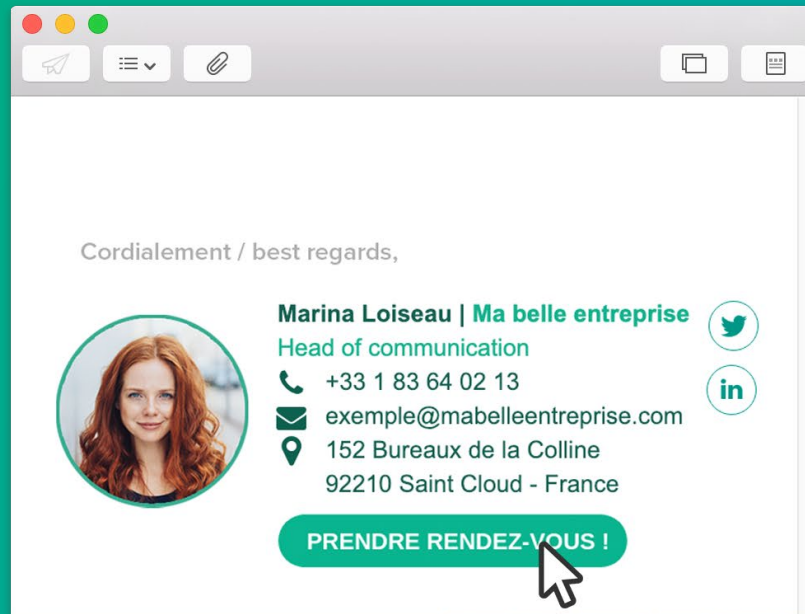 Cordialement / best regards,
Marina Loiseau | Ma belle entreprise
Head of communication
+33 1 83 64 02 13
exemple@mabelleentreprise.com
152 Bureaux de la Colline
92210 Saint Cloud - France
in
PRENDRE RENDEZ-VOUS !